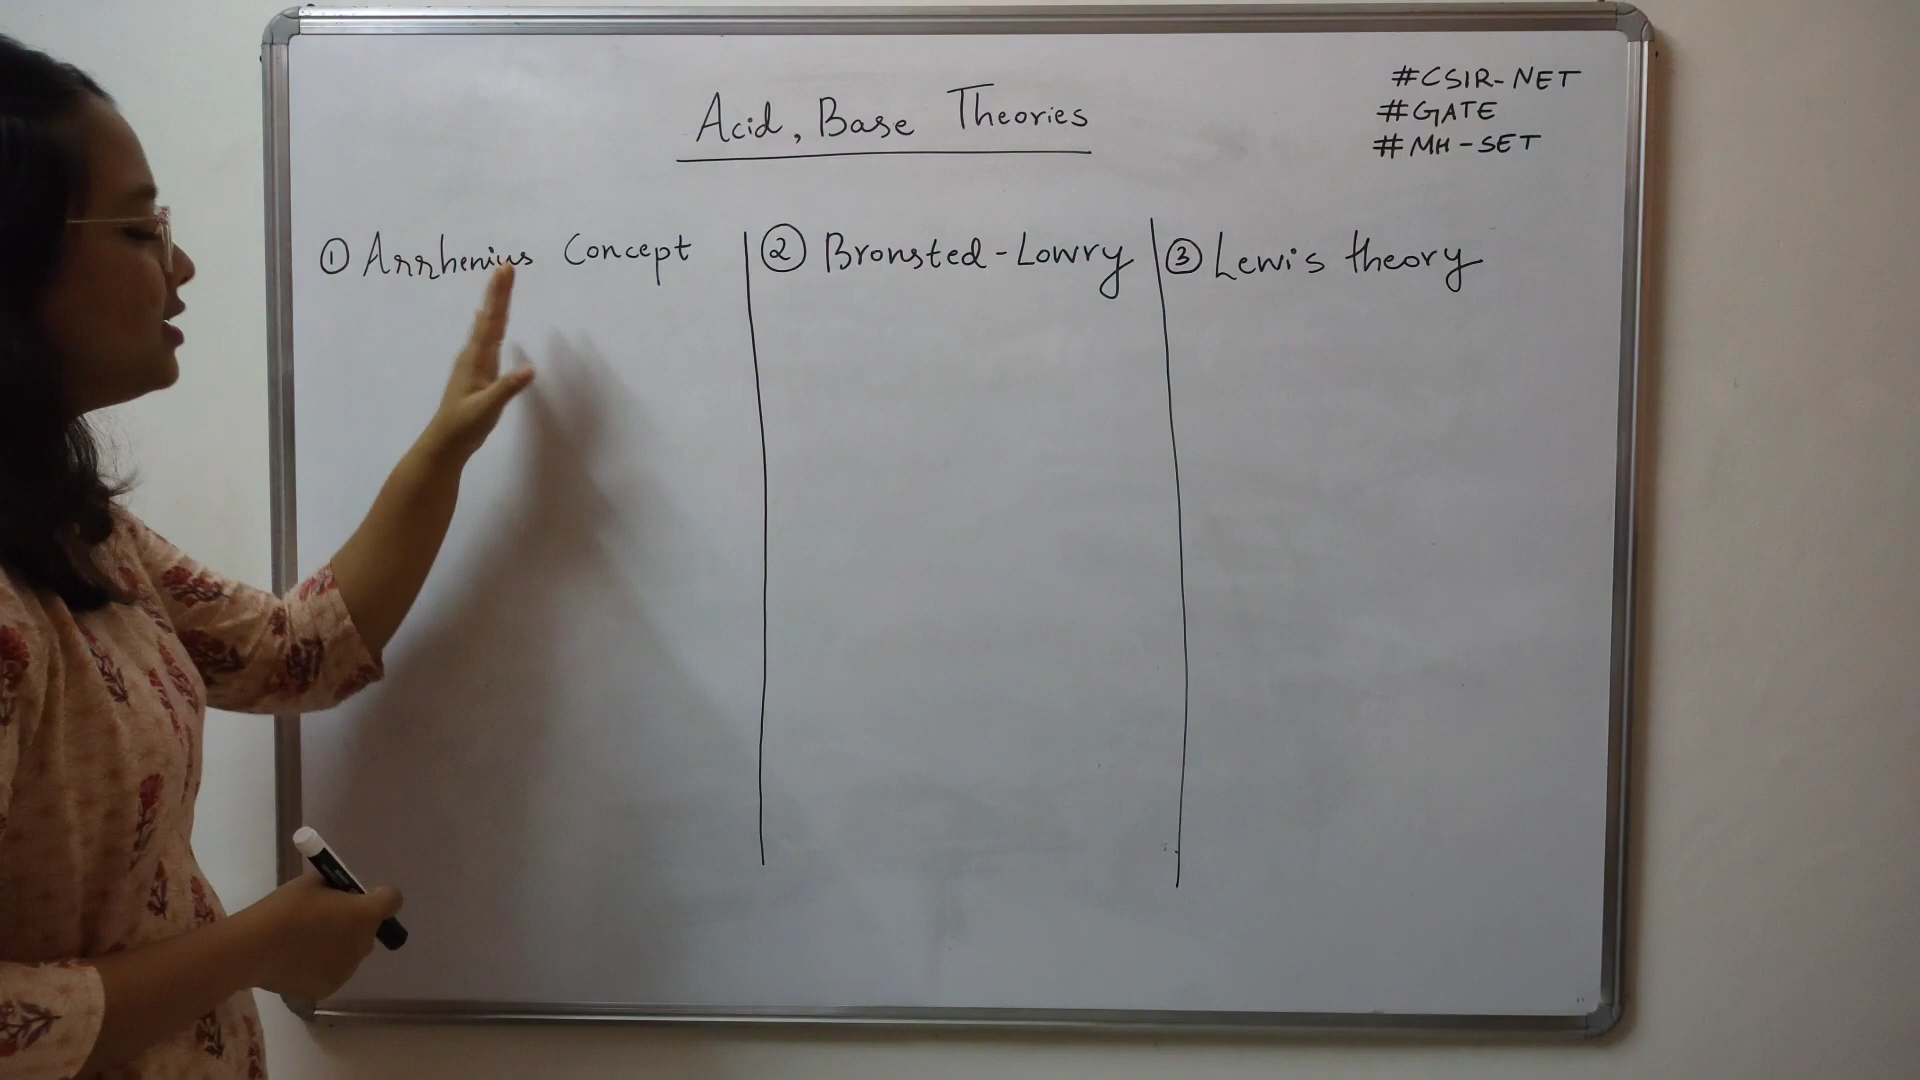 Acid, Base Theories
#CSIR-NET
#GATE
#MH-SET
① Arrhenius Concept
② Bronsted-Lowry
③ Lewis theory